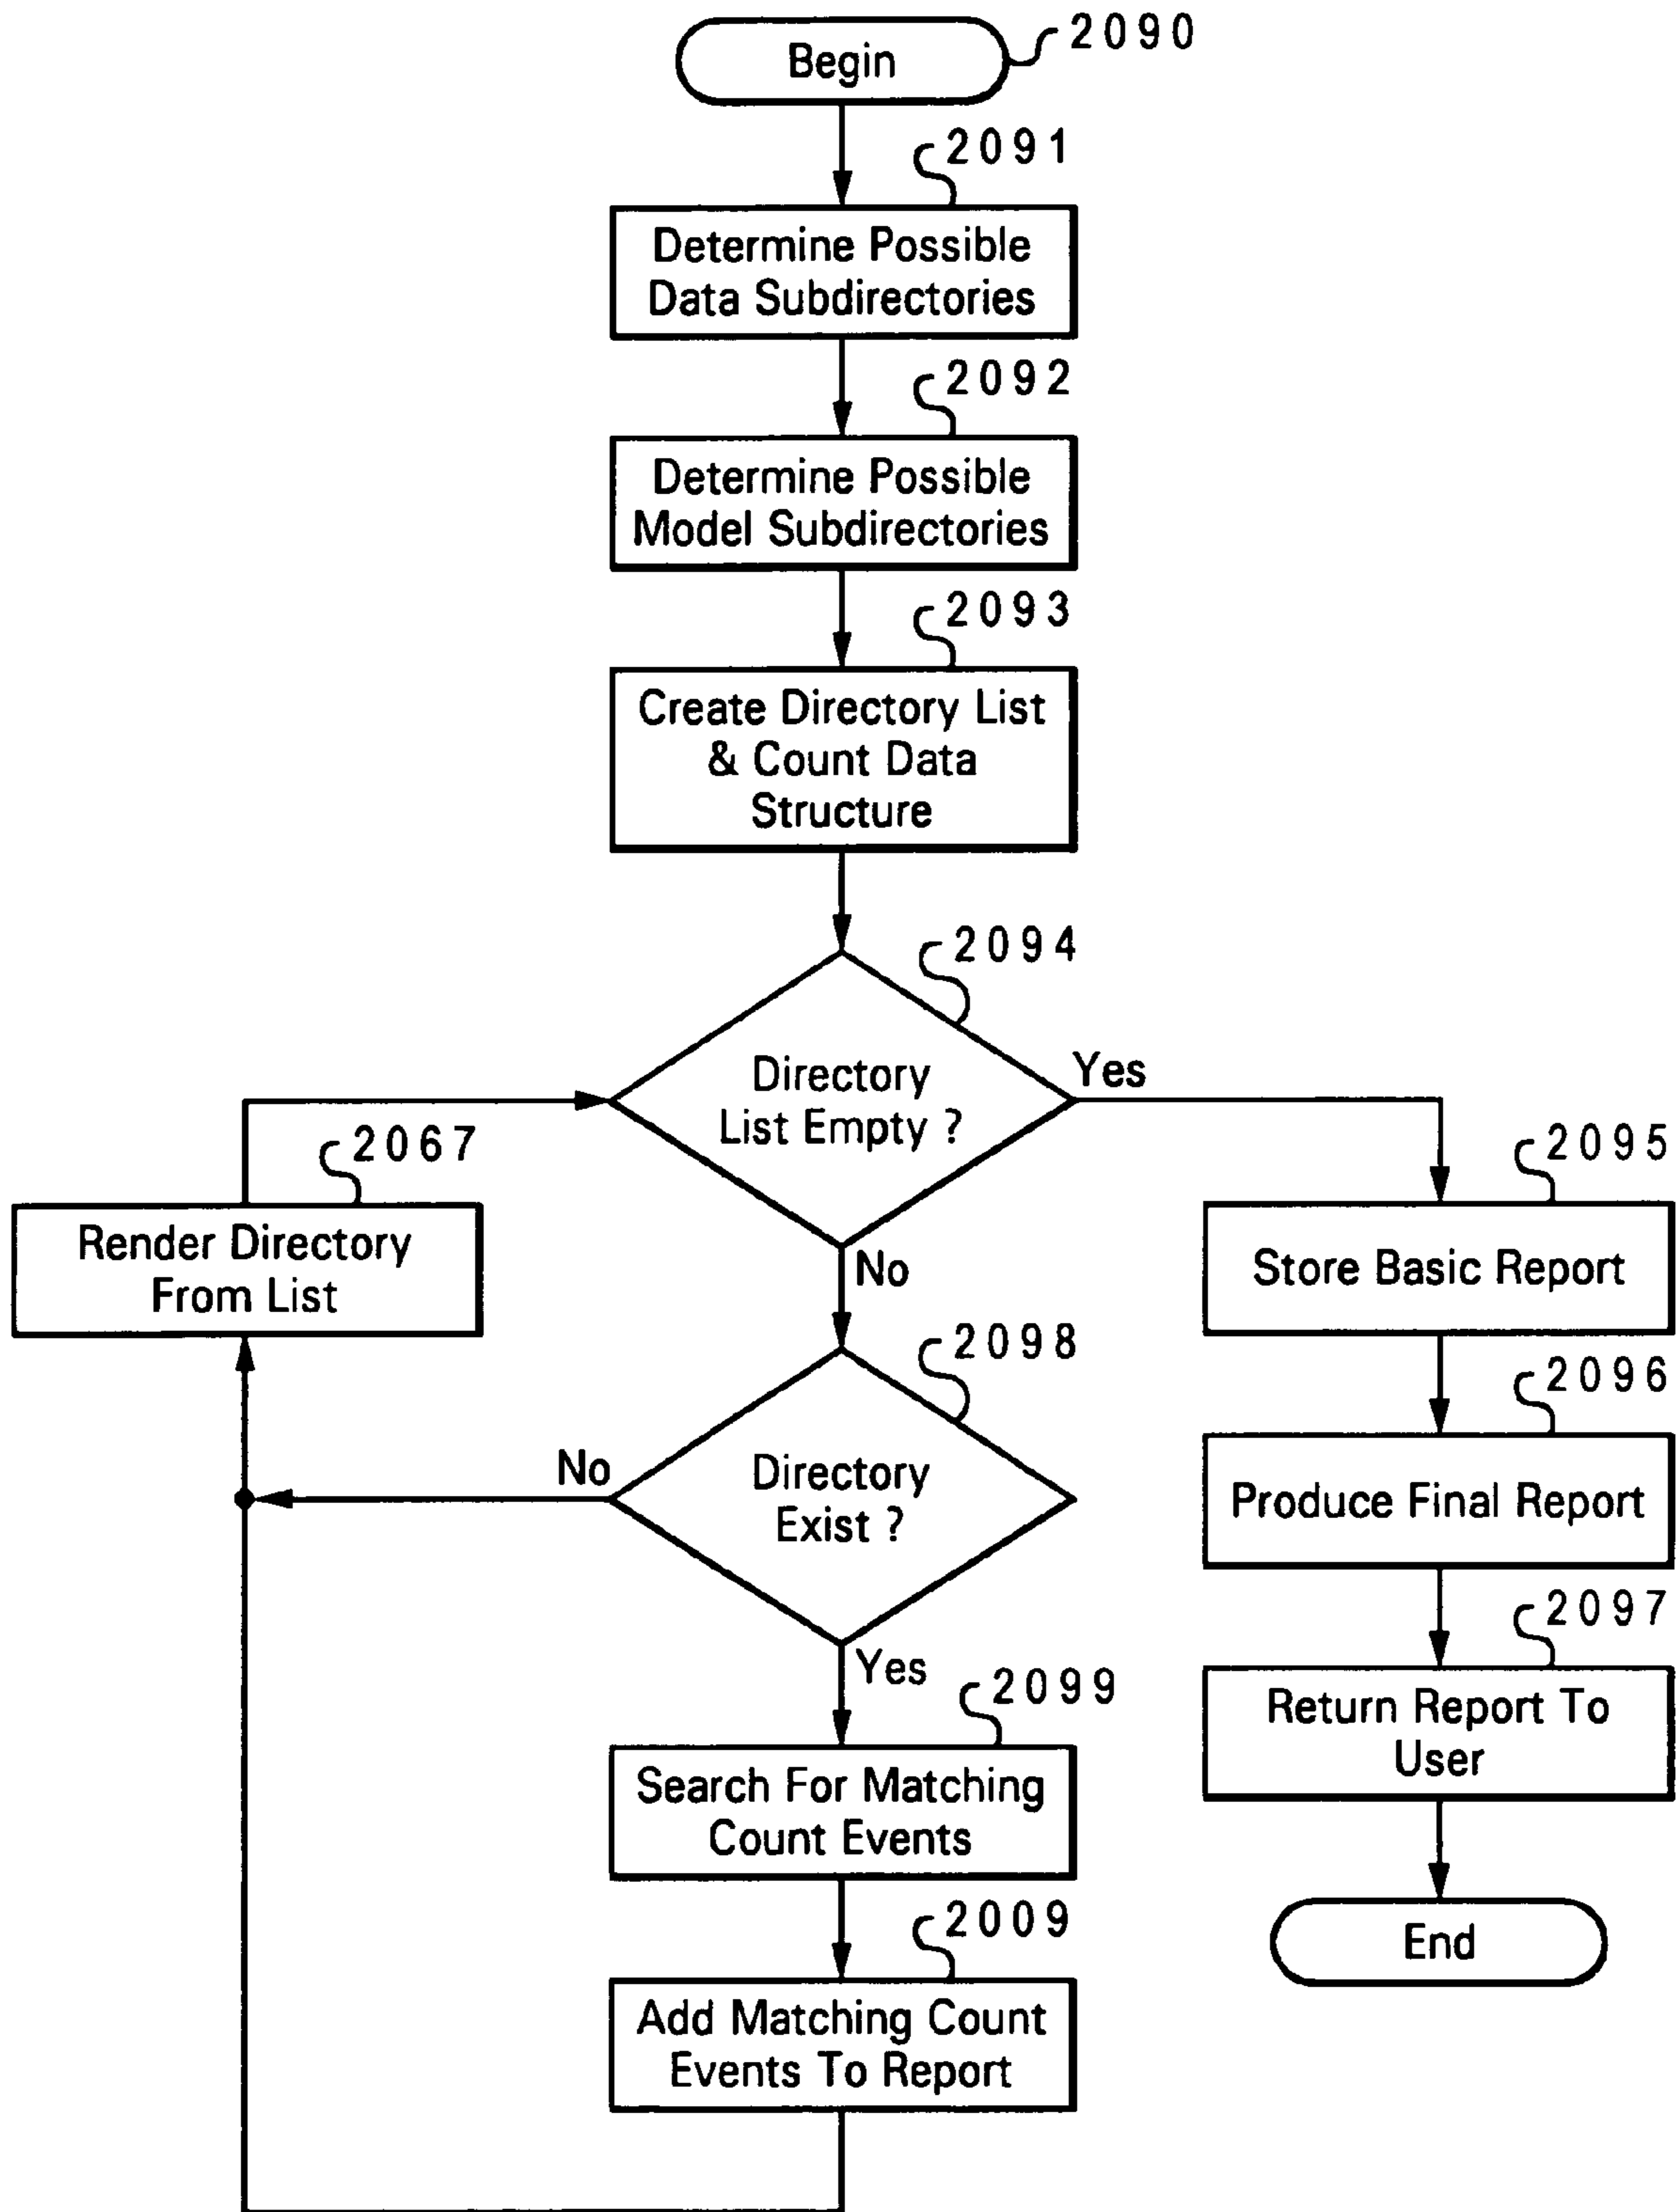 Begin
2090
2091
Determine Possible
Data Subdirectories
2092
Determine Possible
Model Subdirectories
2093
Create Directory List
& Count Data
Structure
2094
Directory
List Empty ?
Yes
No
2067
Render Directory
From List
2095
Store Basic Report
2096
Produce Final Report
2097
Return Report To
User
End
2098
Directory
Exist ?
No
Yes
2099
Search For Matching
Count Events
2009
Add Matching Count
Events To Report